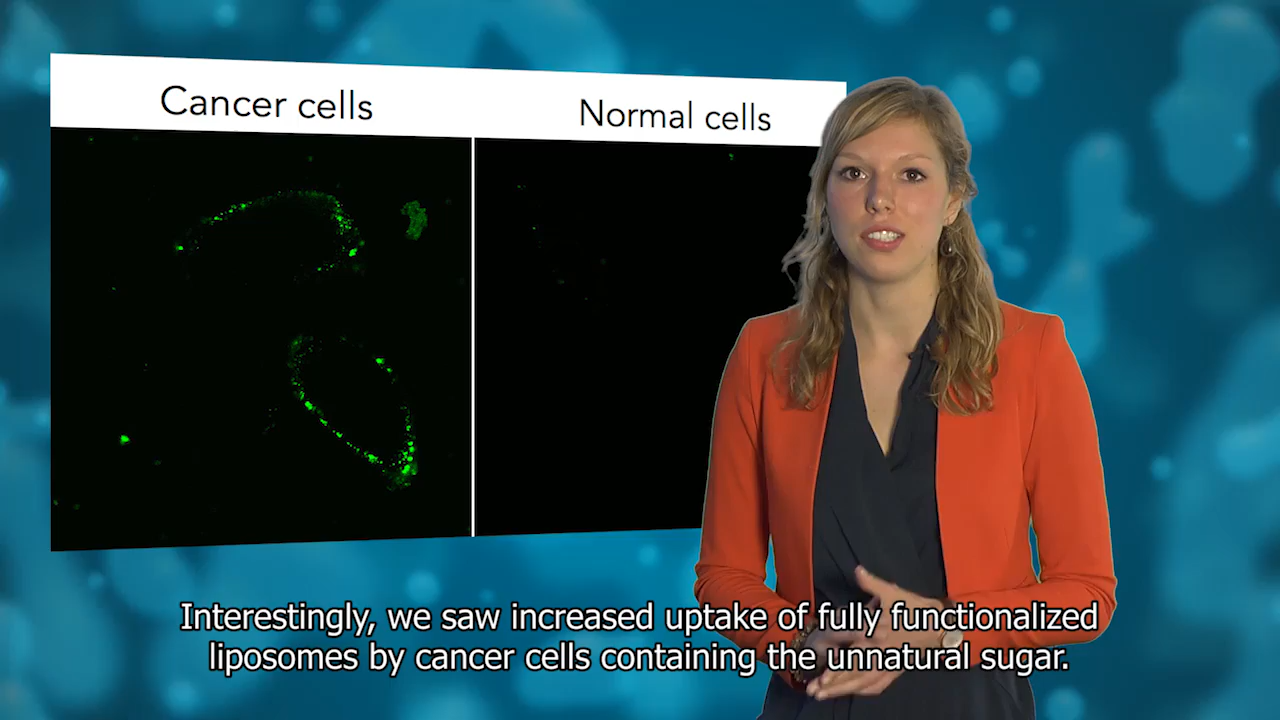 Cancer cells
Normal cells
Interestingly, we saw increased uptake of fully functionalized
liposomes by cancer cells containing the unnatural sugar.